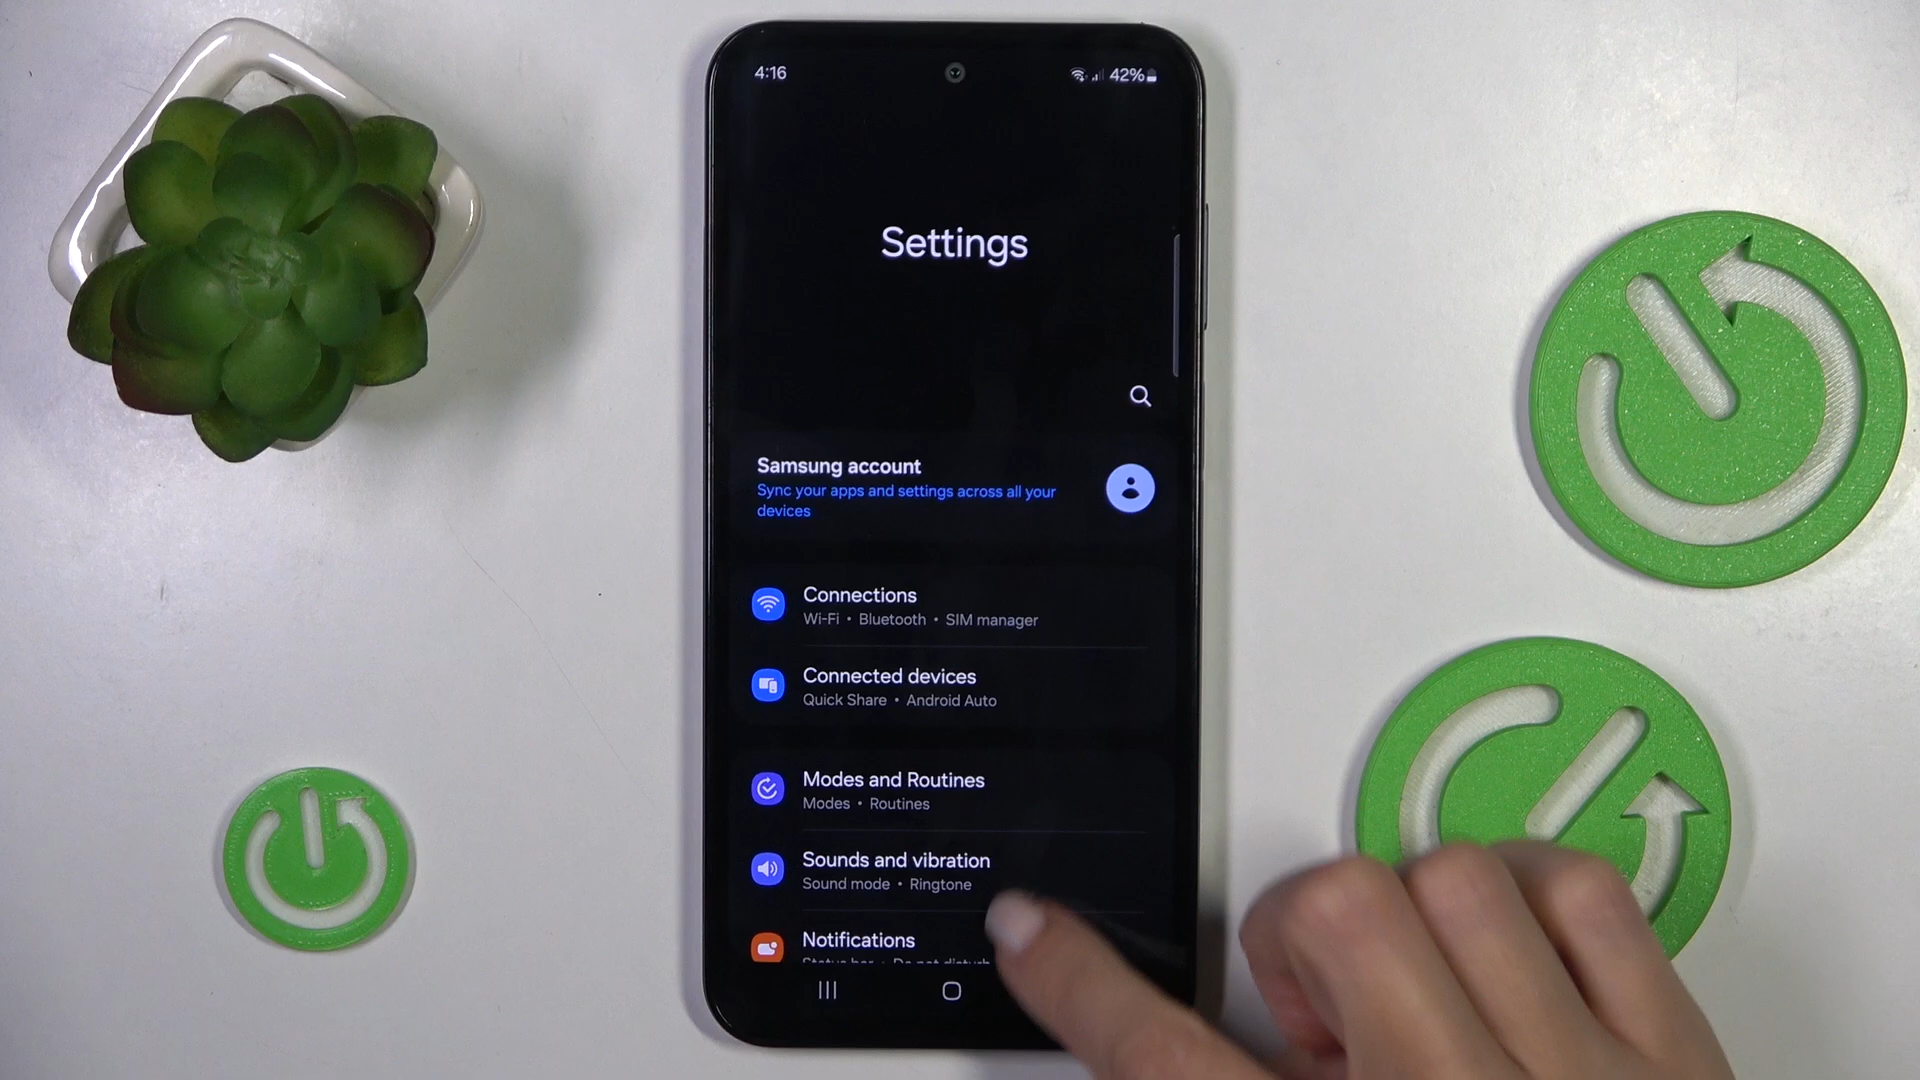 4:16
42%
Settings
Samsung account
Sync your apps and settings across all your
devices
Connections
Wi-Fi • Bluetooth • SIM manager
Connected devices
Quick Share • Android Auto
Modes and Routines
Modes • Routines
Sounds and vibration
Sound mode • Ringtone
Notifications
Status bar • Do not disturb